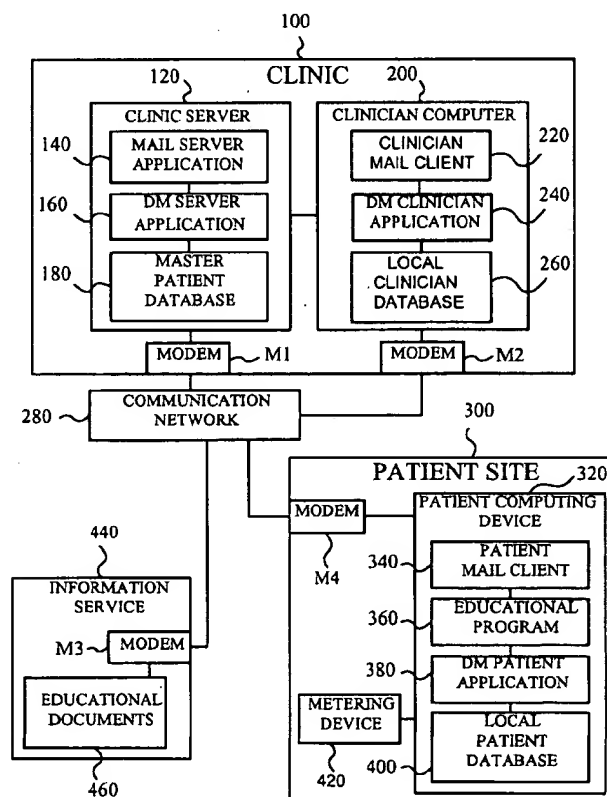 100
CLINIC
120
200
CLINIC SERVER
CLINICIAN COMPUTER
140
MAIL SERVER
APPLICATION
CLINICIAN
MAIL CLIENT
220
160
DM SERVER
APPLICATION
DM CLINICIAN
APPLICATION
240
180
MASTER
PATIENT
DATABASE
LOCAL
CLINICIAN
DATABASE
260
MODEM
M1
MODEM
M2
280
COMMUNICATION
NETWORK
300
PATIENT SITE
320
MODEM
M4
PATIENT COMPUTING
DEVICE
340
PATIENT
MAIL CLIENT
360
EDUCATIONAL
PROGRAM
380
DM PATIENT
APPLICATION
METERING
DEVICE
420
400
LOCAL
PATIENT
DATABASE
440
INFORMATION
SERVICE
M3
MODEM
EDUCATIONAL
DOCUMENTS
460